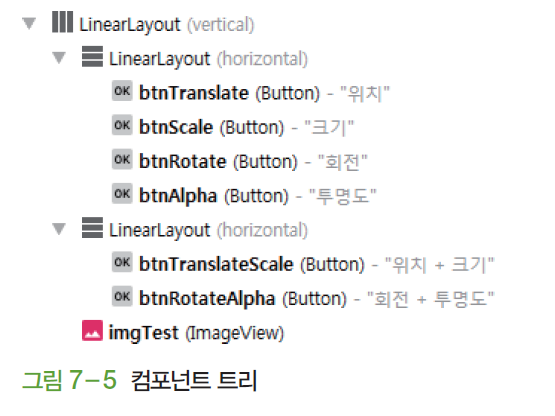 LinearLayout (vertical)
LinearLayout (horizontal)
OK btnTranslate (Button) - "위치"
OK btnScale (Button) - "크기"
OK btnRotate (Button) - "회전"
OK btnAlpha (Button) - "투명도"
LinearLayout (horizontal)
OK btnTranslateScale (Button) - "위치 + 크기"
OK btnRotateAlpha (Button) - "회전 + 투명도"
imgTest (ImageView)
그림 7-5 컴포넌트 트리